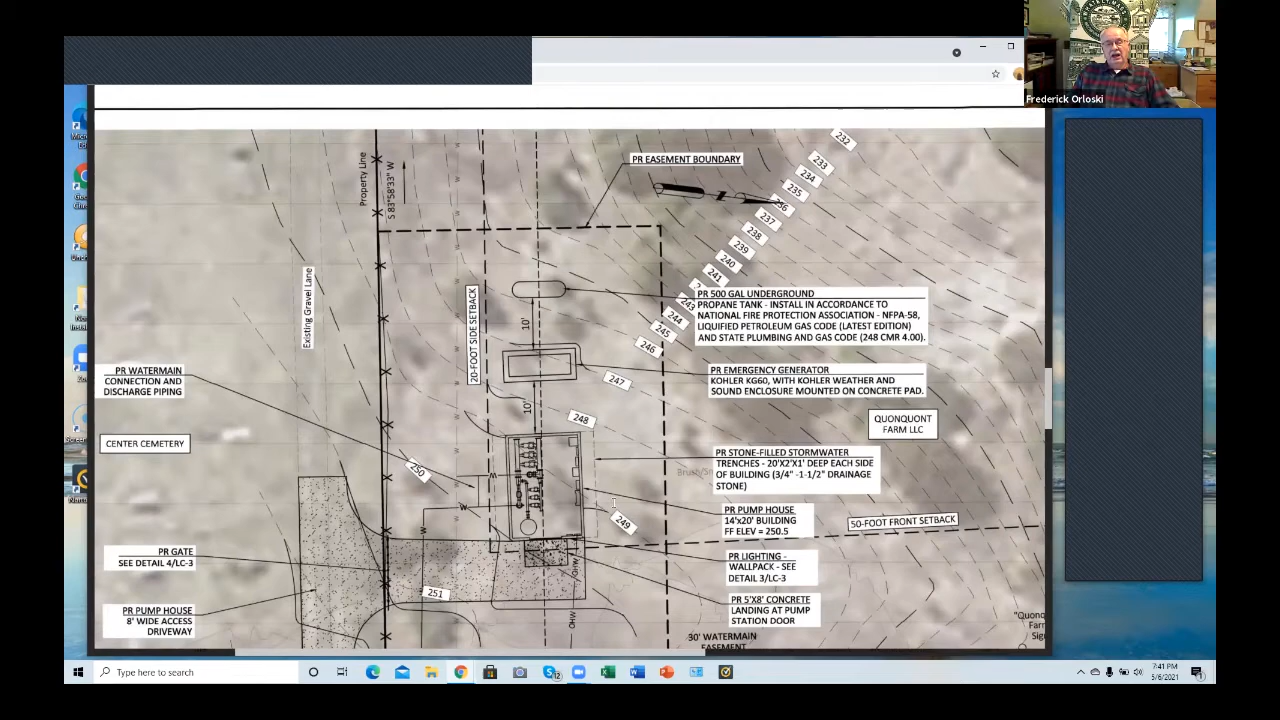 Frederick Orloski
Property Line
S 83°58'33" W
PR EASEMENT BOUNDARY
232
233
234
235
236
237
238
239
240
241
243
244
245
246
247
248
249
250
251
Existing Gravel Lane
20-FOOT SIDE SETBACK
10'
10'
PR 500 GAL UNDERGROUND
PROPANE TANK - INSTALL IN ACCORDANCE TO
NATIONAL FIRE PROTECTION ASSOCIATION - NFPA-58,
LIQUIFIED PETROLEUM GAS CODE (LATEST EDITION)
AND STATE PLUMBING AND GAS CODE (248 CMR 4.00).
PR WATERMAIN
CONNECTION AND
DISCHARGE PIPING
PR EMERGENCY GENERATOR
KOHLER KG60, WITH KOHLER WEATHER AND
SOUND ENCLOSURE MOUNTED ON CONCRETE PAD.
CENTER CEMETERY
QUONQUONT
FARM LLC
PR STONE-FILLED STORMWATER
TRENCHES - 20'X2'X1' DEEP EACH SIDE
OF BUILDING (3/4" -1-1/2" DRAINAGE
STONE)
PR PUMP HOUSE
14'x20' BUILDING
FF ELEV = 250.5
50-FOOT FRONT SETBACK
PR GATE
SEE DETAIL 4/LC-3
PR LIGHTING -
WALLPACK - SEE
DETAIL 3/LC-3
PR PUMP HOUSE
8' WIDE ACCESS
DRIVEWAY
PR 5'X8' CONCRETE
LANDING AT PUMP
STATION DOOR
W
W
W
OHW
OHW
30' WATERMAIN
EASEMENT
Type here to search
7:41 PM
5/6/2021